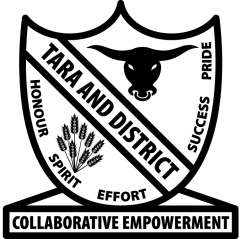 TARA AND DISTRICT
HONOUR
SPIRIT
EFFORT
SUCCESS
PRIDE
COLLABORATIVE EMPOWERMENT